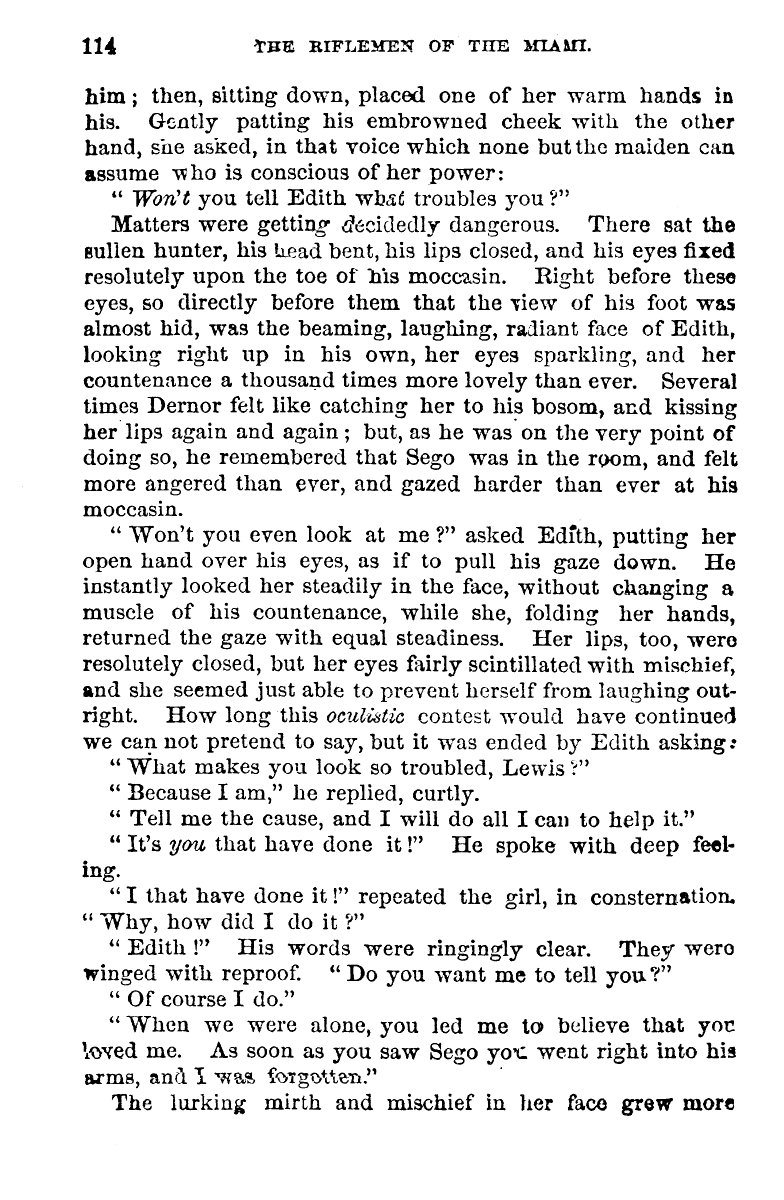 114 THE RIFLEMEN OF THE MIAMI.
him; then, sitting down, placed one of her warm hands in
his. Gently patting his embrowned cheek with the other
hand, she asked, in that voice which none but the maiden can
assume who is conscious of her power:
" Won't you tell Edith what troubles you?"
Matters were getting decidedly dangerous. There sat the
sullen hunter, his head bent, his lips closed, and his eyes fixed
resolutely upon the toe of his moccasin. Right before these
eyes, so directly before them that the view of his foot was
almost hid, was the beaming, laughing, radiant face of Edith,
looking right up in his own, her eyes sparkling, and her
countenance a thousand times more lovely than ever. Several
times Dernor felt like catching her to his bosom, and kissing
her lips again and again; but, as he was on the very point of
doing so, he remembered that Sego was in the room, and felt
more angered than ever, and gazed harder than ever at his
moccasin.
" Won't you even look at me?" asked Edith, putting her
open hand over his eyes, as if to pull his gaze down. He
instantly looked her steadily in the face, without changing a
muscle of his countenance, while she, folding her hands,
returned the gaze with equal steadiness. Her lips, too, were
resolutely closed, but her eyes fairly scintillated with mischief,
and she seemed just able to prevent herself from laughing out-
right. How long this oculistic contest would have continued
we can not pretend to say, but it was ended by Edith asking:
" What makes you look so troubled, Lewis?"
" Because I am," he replied, curtly.
" Tell me the cause, and I will do all I can to help it."
" It's you that have done it!" He spoke with deep feel-
ing.
" I that have done it!" repeated the girl, in consternation.
" Why, how did I do it?"
" Edith!" His words were ringingly clear. They were
winged with reproof. " Do you want me to tell you?"
" Of course I do."
" When we were alone, you led me to believe that you
loved me. As soon as you saw Sego you went right into his
arms, and I was forgotten."
The lurking mirth and mischief in her face grew more